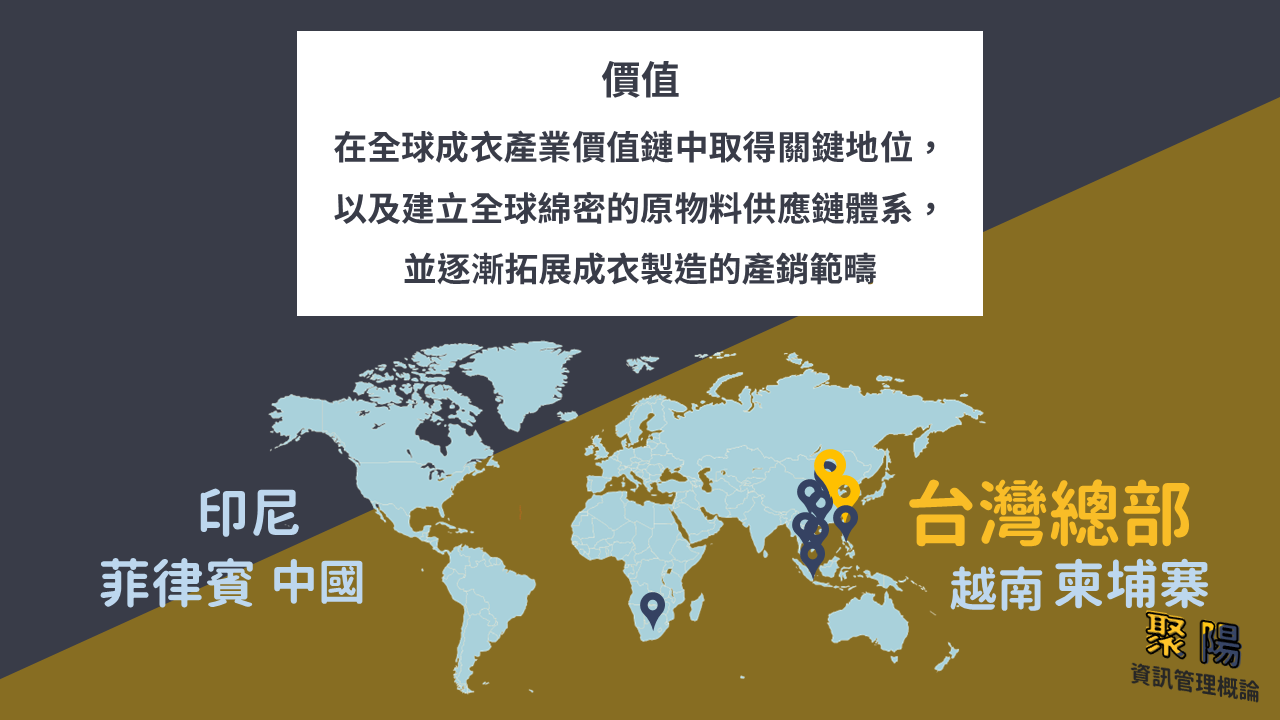 價值
在全球成衣產業價值鏈中取得關鍵地位，
以及建立全球綿密的原物料供應鏈體系，
並逐漸拓展成衣製造的產銷範疇
印尼
菲律賓 中國
台灣總部
越南 柬埔寨
聚陽
資訊管理概論